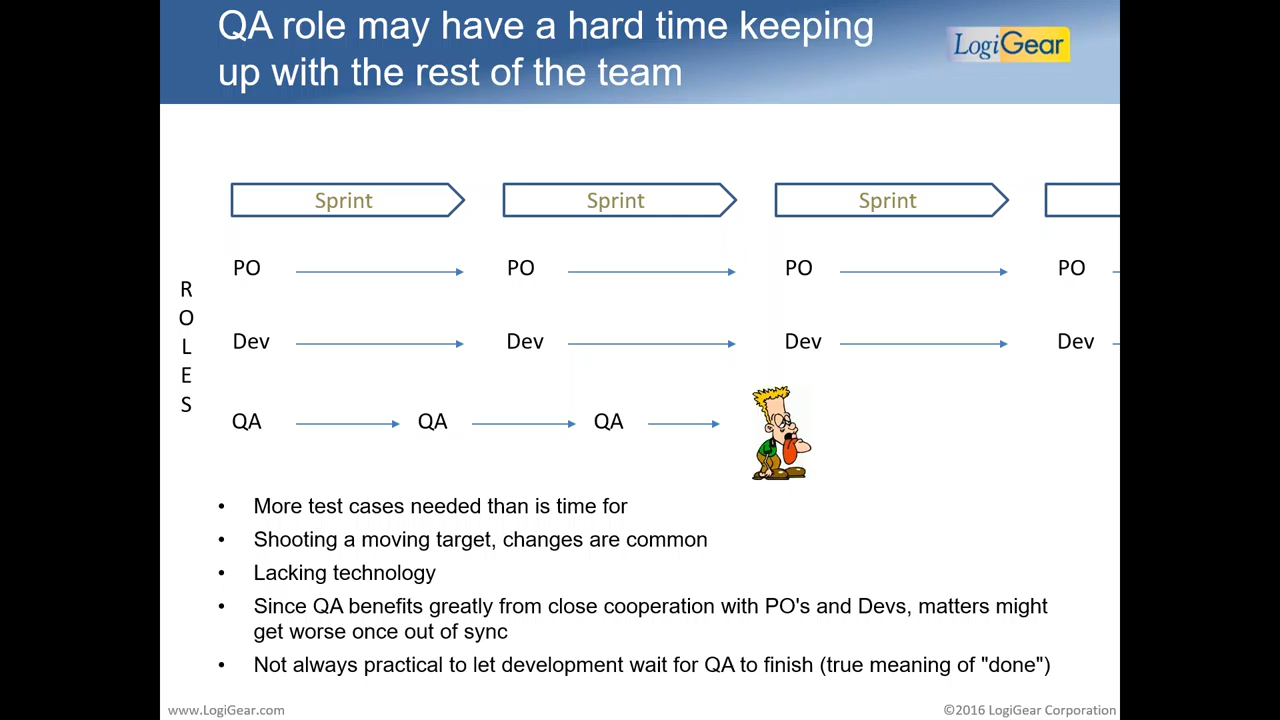 QA role may have a hard time keeping
up with the rest of the team
LogiGear
Sprint Sprint Sprint
PO PO PO PO
ROLES
Dev Dev Dev Dev
QA QA QA
• More test cases needed than is time for
• Shooting a moving target, changes are common
• Lacking technology
• Since QA benefits greatly from close cooperation with PO's and Devs, matters might
get worse once out of sync
• Not always practical to let development wait for QA to finish (true meaning of "done")
www.LogiGear.com
©2016 LogiGear Corporation